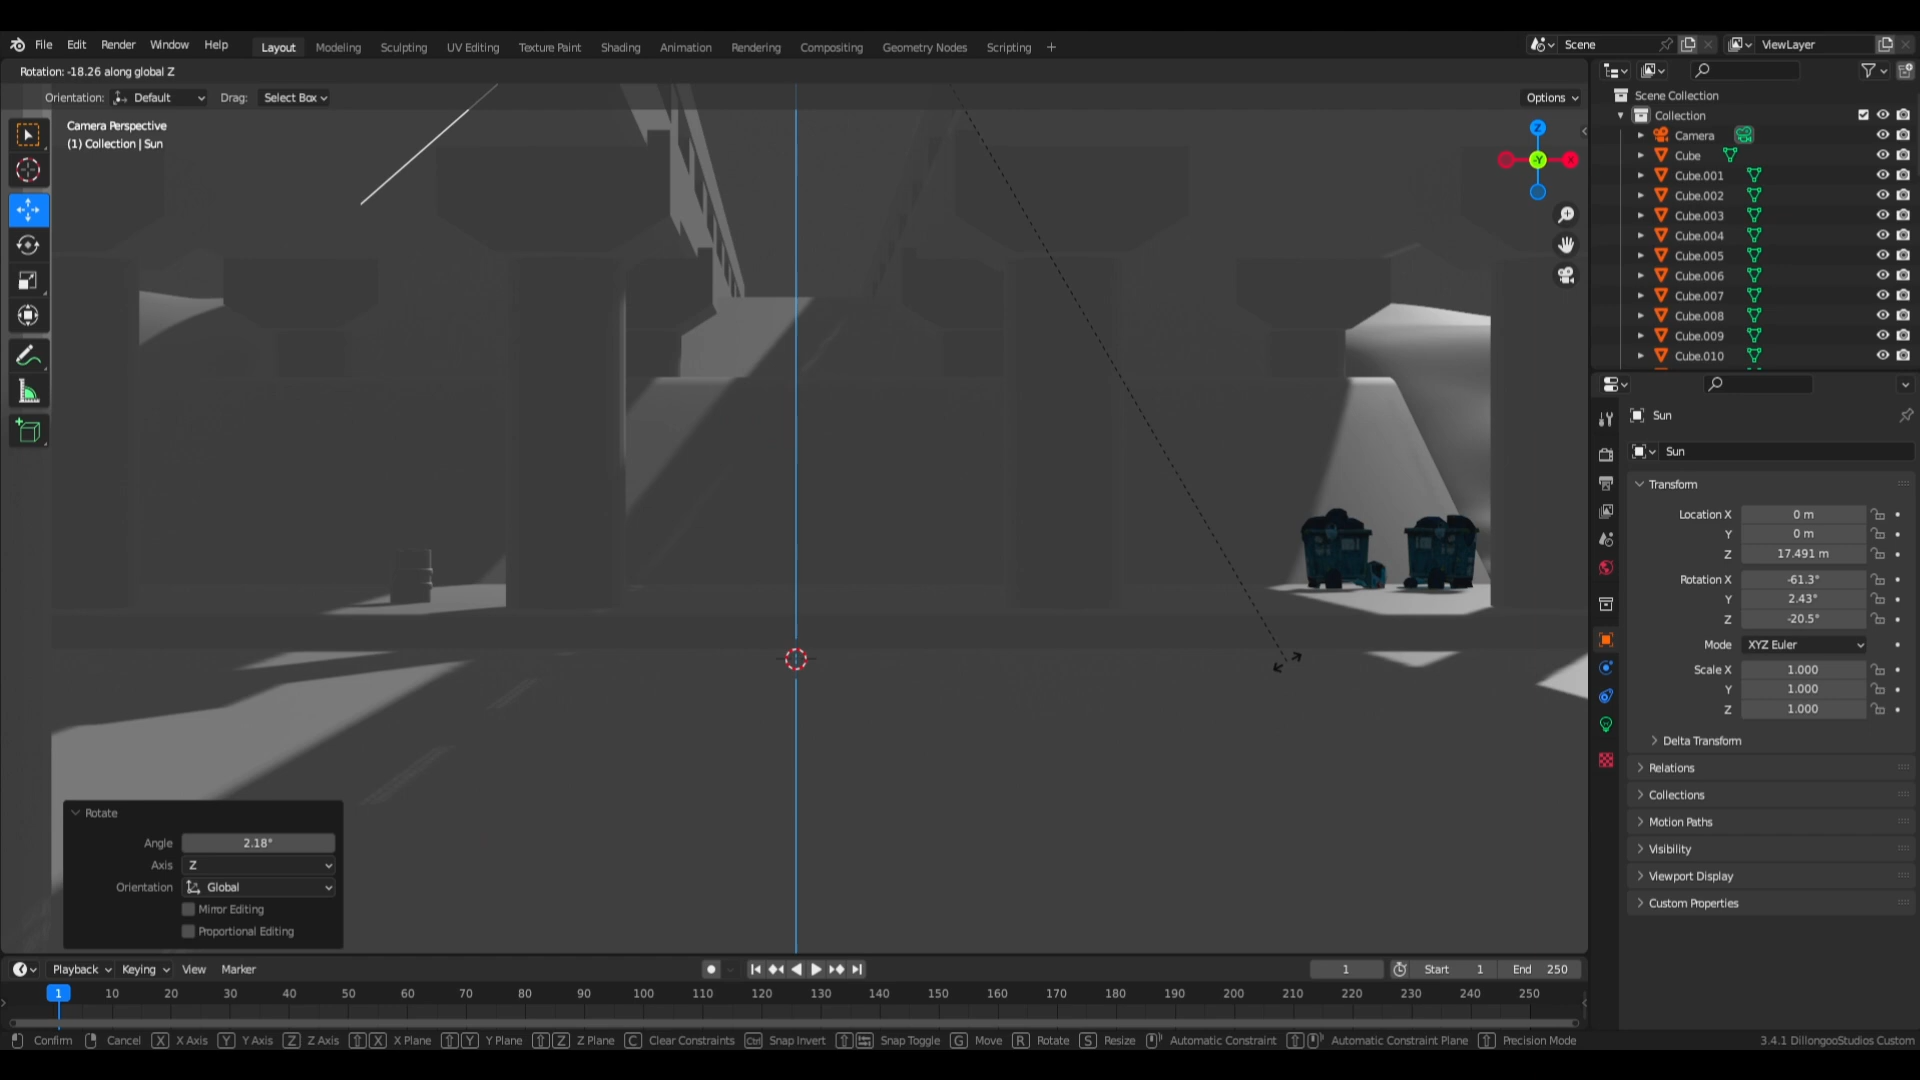 File Edit Render Window Help Layout Modeling Sculpting UV Editing Texture Paint Shading Animation Rendering Compositing Geometry Nodes Scripting + Scene ViewLayer
Rotation: -18.26 along global Z
Orientation: Default Drag: Select Box Options
Camera Perspective
(1) Collection | Sun
Z
-Y
X
Scene Collection
Collection
Camera
Cube
Cube.001
Cube.002
Cube.003
Cube.004
Cube.005
Cube.006
Cube.007
Cube.008
Cube.009
Cube.010
Sun
Sun
Transform
Location X 0 m
Y 0 m
Z 17.491 m
Rotation X -61.3°
Y 2.43°
Z -20.5°
Mode XYZ Euler
Scale X 1.000
Y 1.000
Z 1.000
Delta Transform
Relations
Collections
Motion Paths
Visibility
Viewport Display
Custom Properties
Rotate
Angle 2.18°
Axis Z
Orientation Global
Mirror Editing
Proportional Editing
Playback Keying View Marker 1 Start 1 End 250
1 10 20 30 40 50 60 70 80 90 100 110 120 130 140 150 160 170 180 190 200 210 220 230 240 250
Confirm Cancel X X Axis Y Y Axis Z Z Axis X X Plane Y Y Plane Z Z Plane C Clear Constraints Ctrl Snap Invert Snap Toggle G Move R Rotate S Resize Automatic Constraint Automatic Constraint Plane Precision Mode 3.4.1 DillongooStudios Custom